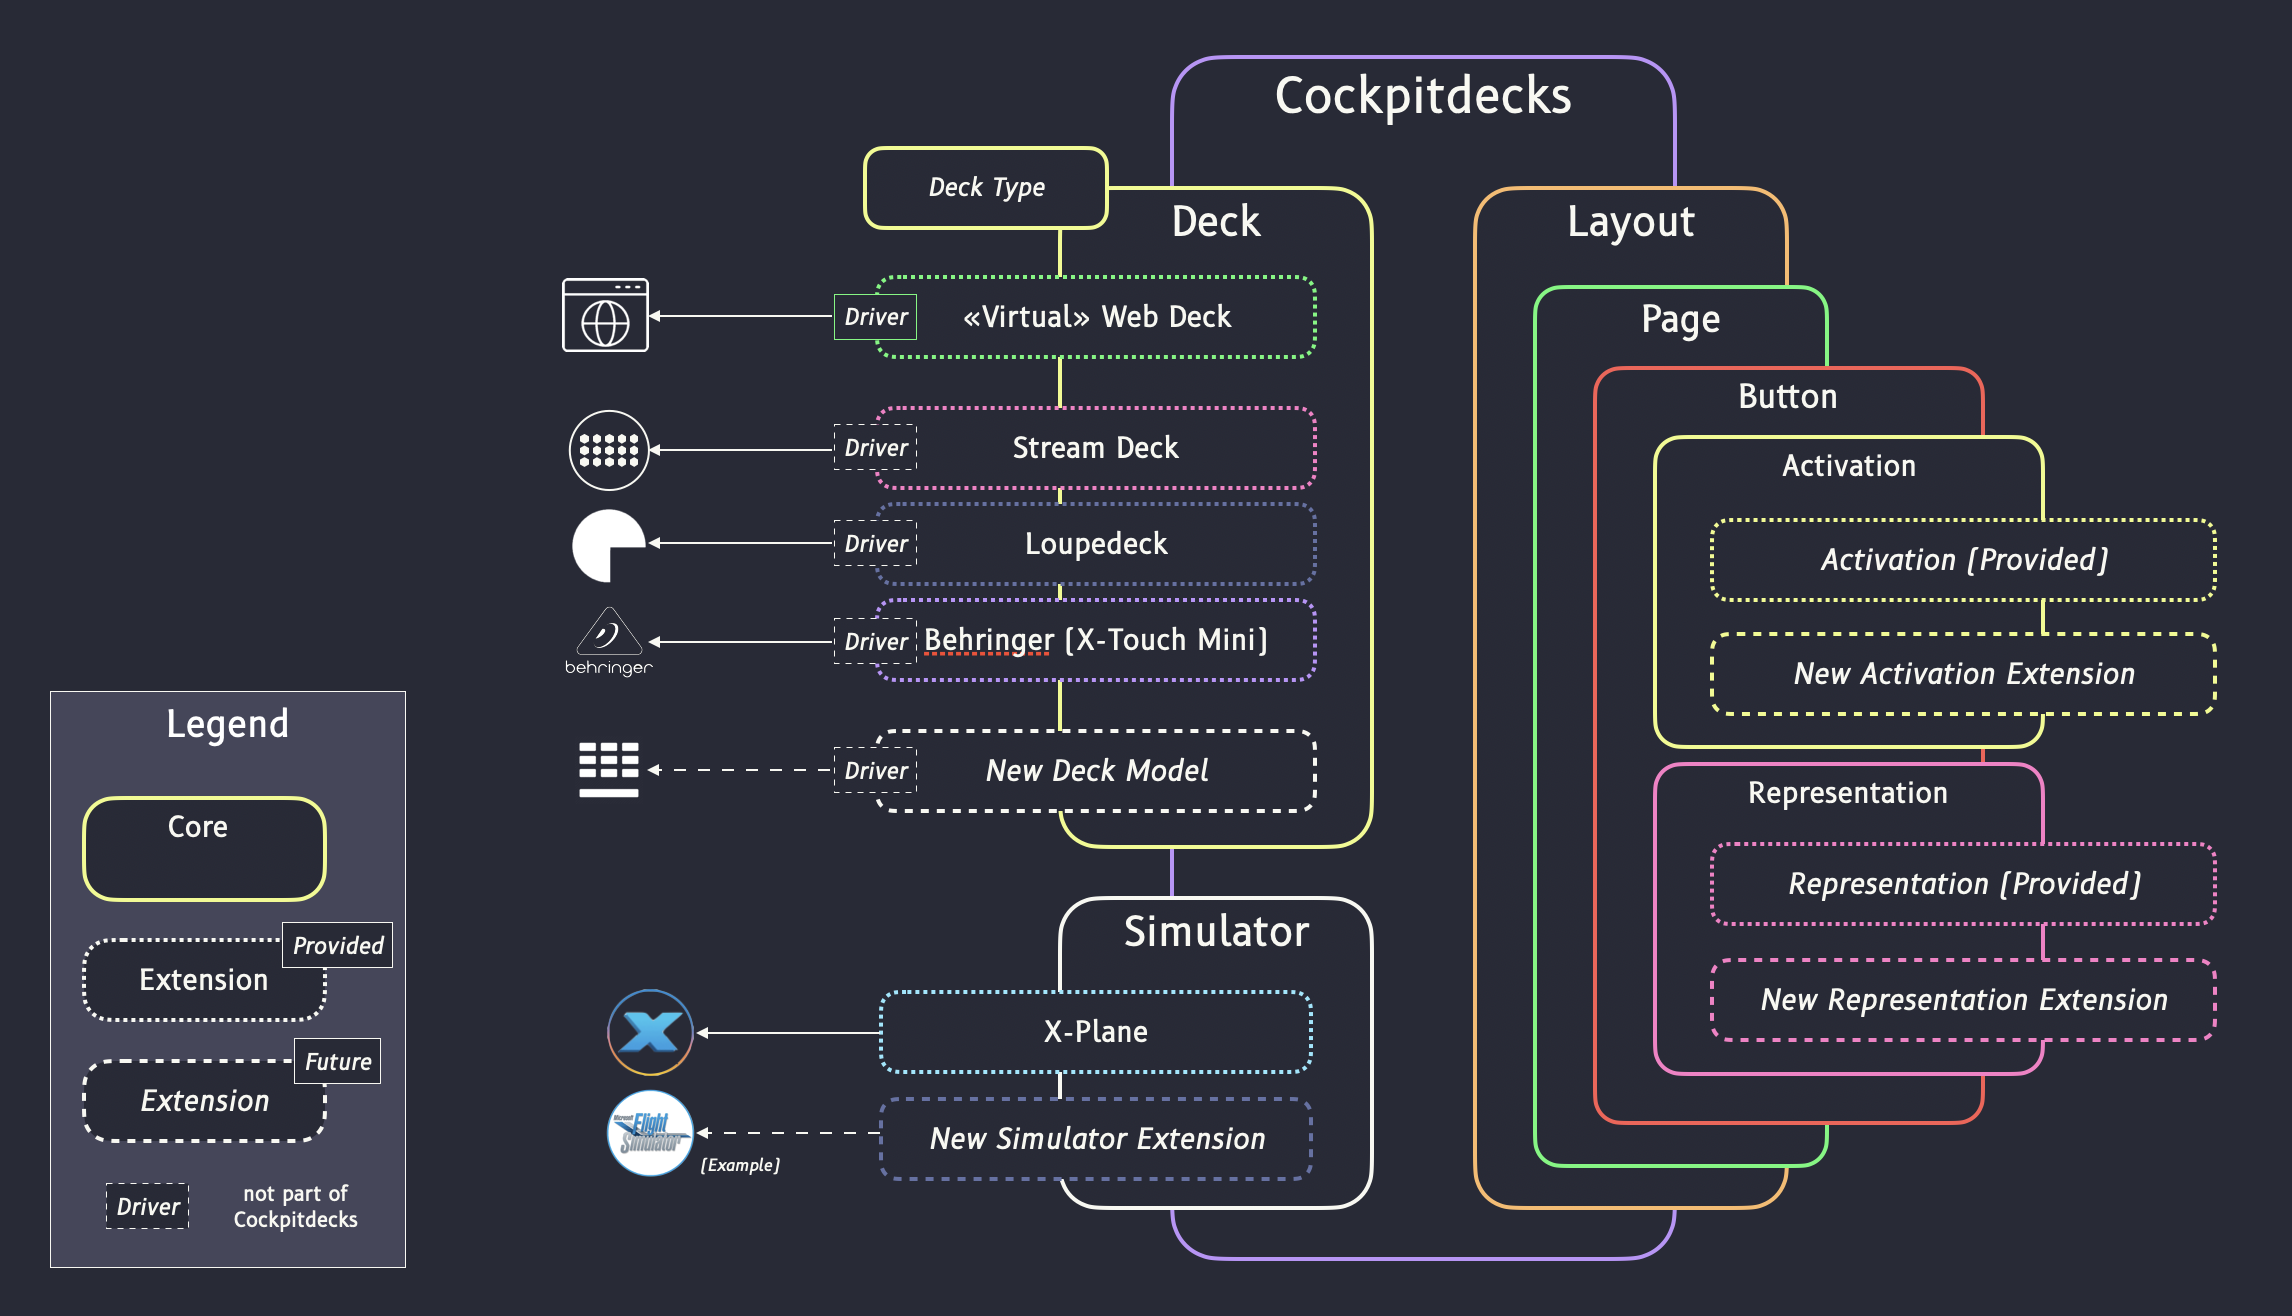 Cockpitdecks
Deck Type
Deck
Driver
«Virtual» Web Deck
Driver
Stream Deck
Driver
Loupedeck
Driver
Behringer (X-Touch Mini)
behringer
Driver
New Deck Model
Simulator
X-Plane
X
New Simulator Extension
Microsoft
Flight
Simulator
(Example)
Layout
Page
Button
Activation
Activation (Provided)
New Activation Extension
Representation
Representation (Provided)
New Representation Extension
Legend
Core
Provided
Extension
Future
Extension
Driver
not part of
Cockpitdecks